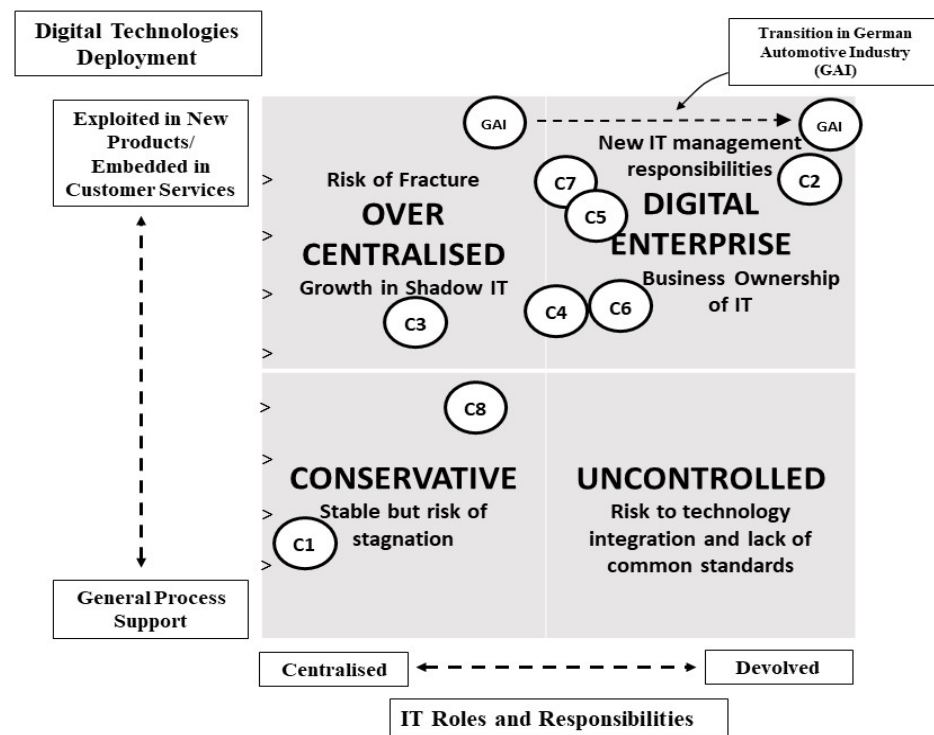 Digital Technologies
Deployment
Transition in German
Automotive Industry
(GAI)
Exploited in New
Products/
Embedded in
Customer Services
GAI
GAI
New IT management
responsibilities
Risk of Fracture
C7
C2
OVER
CENTRALISED
C5
DIGITAL
ENTERPRISE
Growth in Shadow IT
Business Ownership
of IT
C3
C4
C6
C8
CONSERVATIVE
Stable but risk of
stagnation
C1
UNCONTROLLED
Risk to technology
integration and lack of
common standards
General Process
Support
Centralised
Devolved
IT Roles and Responsibilities